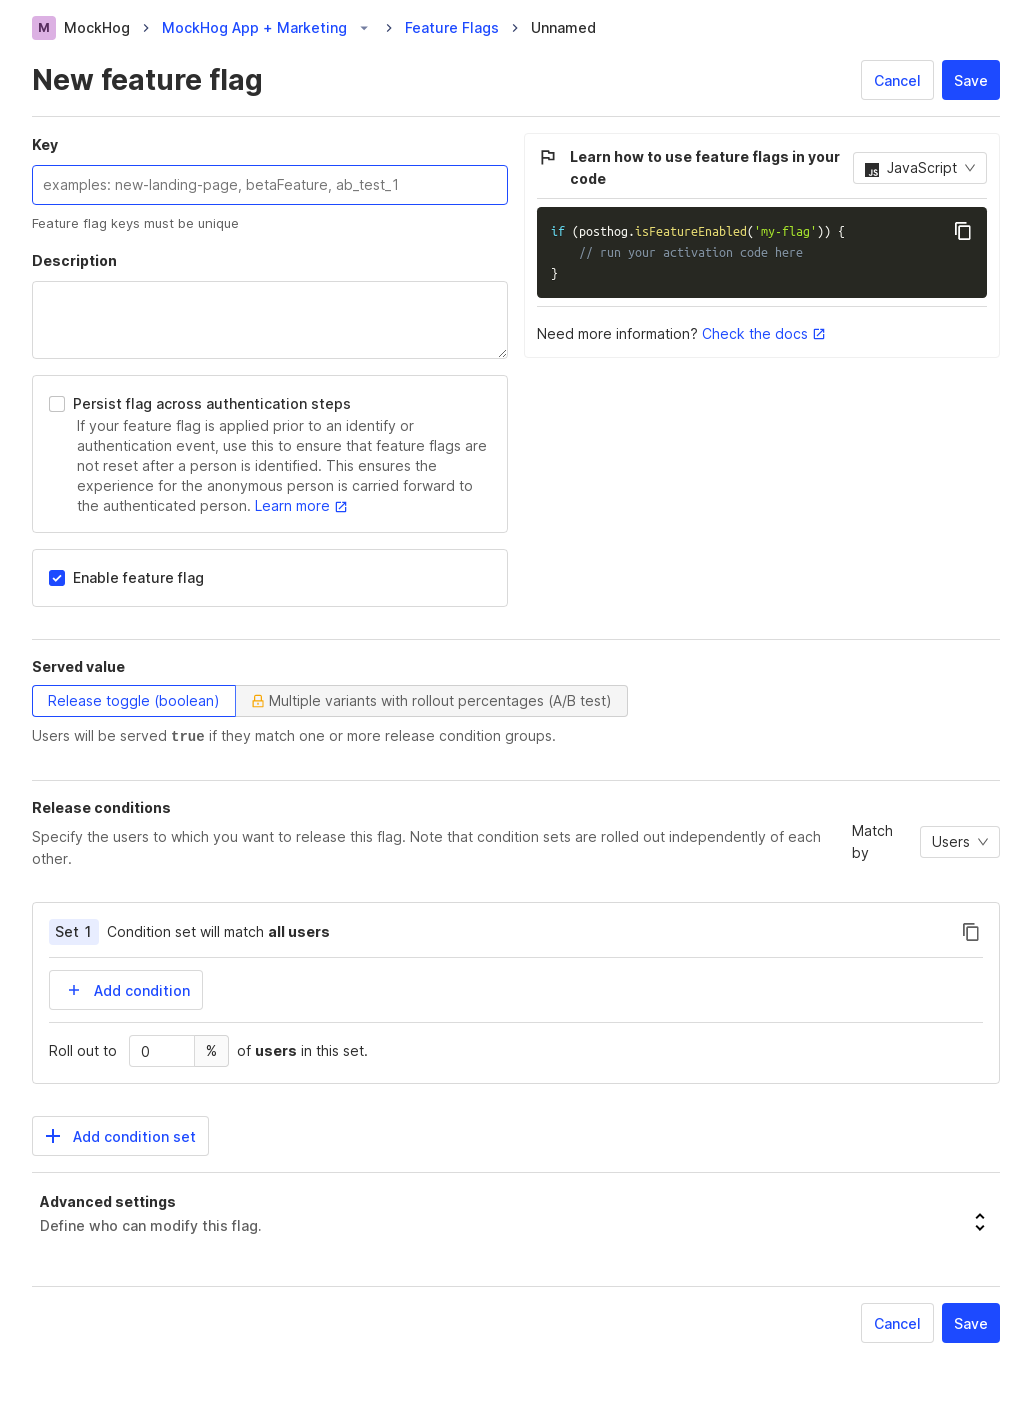 M MockHog > MockHog App + Marketing > Feature Flags > Unnamed
New feature flag
Cancel Save
Key
examples: new-landing-page, betaFeature, ab_test_1
Feature flag keys must be unique
Description
Persist flag across authentication steps
If your feature flag is applied prior to an identify or
authentication event, use this to ensure that feature flags are
not reset after a person is identified. This ensures the
experience for the anonymous person is carried forward to
the authenticated person. Learn more
Enable feature flag
Learn how to use feature flags in your
code
JS JavaScript
if (posthog.isFeatureEnabled('my-flag')) {
    // run your activation code here
}
Need more information? Check the docs
Served value
Release toggle (boolean) Multiple variants with rollout percentages (A/B test)
Users will be served true if they match one or more release condition groups.
Release conditions
Specify the users to which you want to release this flag. Note that condition sets are rolled out independently of each
other.
Match
by
Users
Set 1 Condition set will match all users
Add condition
Roll out to 0 % of users in this set.
Add condition set
Advanced settings
Define who can modify this flag.
Cancel Save